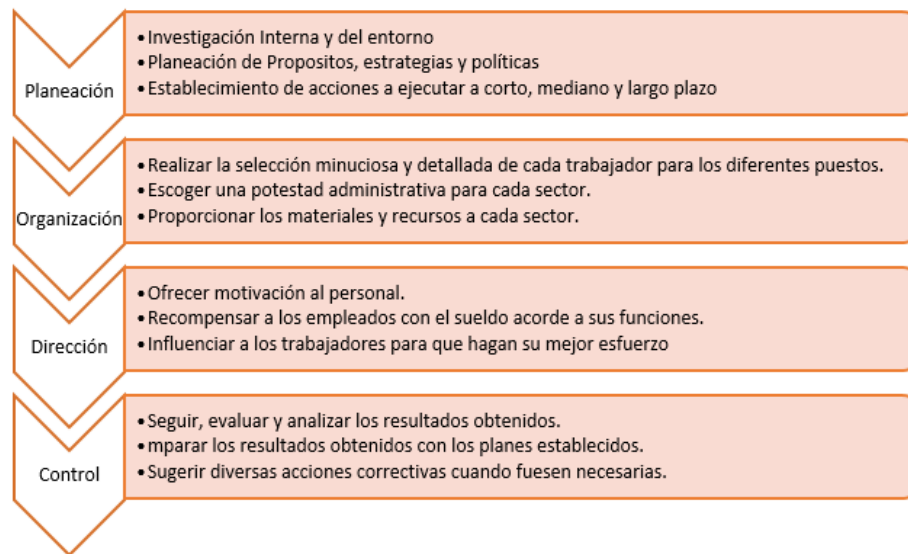 Planeación
• Investigación Interna y del entorno
• Planeación de Propositos, estrategias y políticas
• Establecimiento de acciones a ejecutar a corto, mediano y largo plazo
Organización
• Realizar la selección minuciosa y detallada de cada trabajador para los diferentes puestos.
• Escoger una potestad administrativa para cada sector.
• Proporcionar los materiales y recursos a cada sector.
Dirección
• Ofrecer motivación al personal.
• Recompensar a los empleados con el sueldo acorde a sus funciones.
• Influenciar a los trabajadores para que hagan su mejor esfuerzo
Control
• Seguir, evaluar y analizar los resultados obtenidos.
• mparar los resultados obtenidos con los planes establecidos.
• Sugerir diversas acciones correctivas cuando fuesen necesarias.